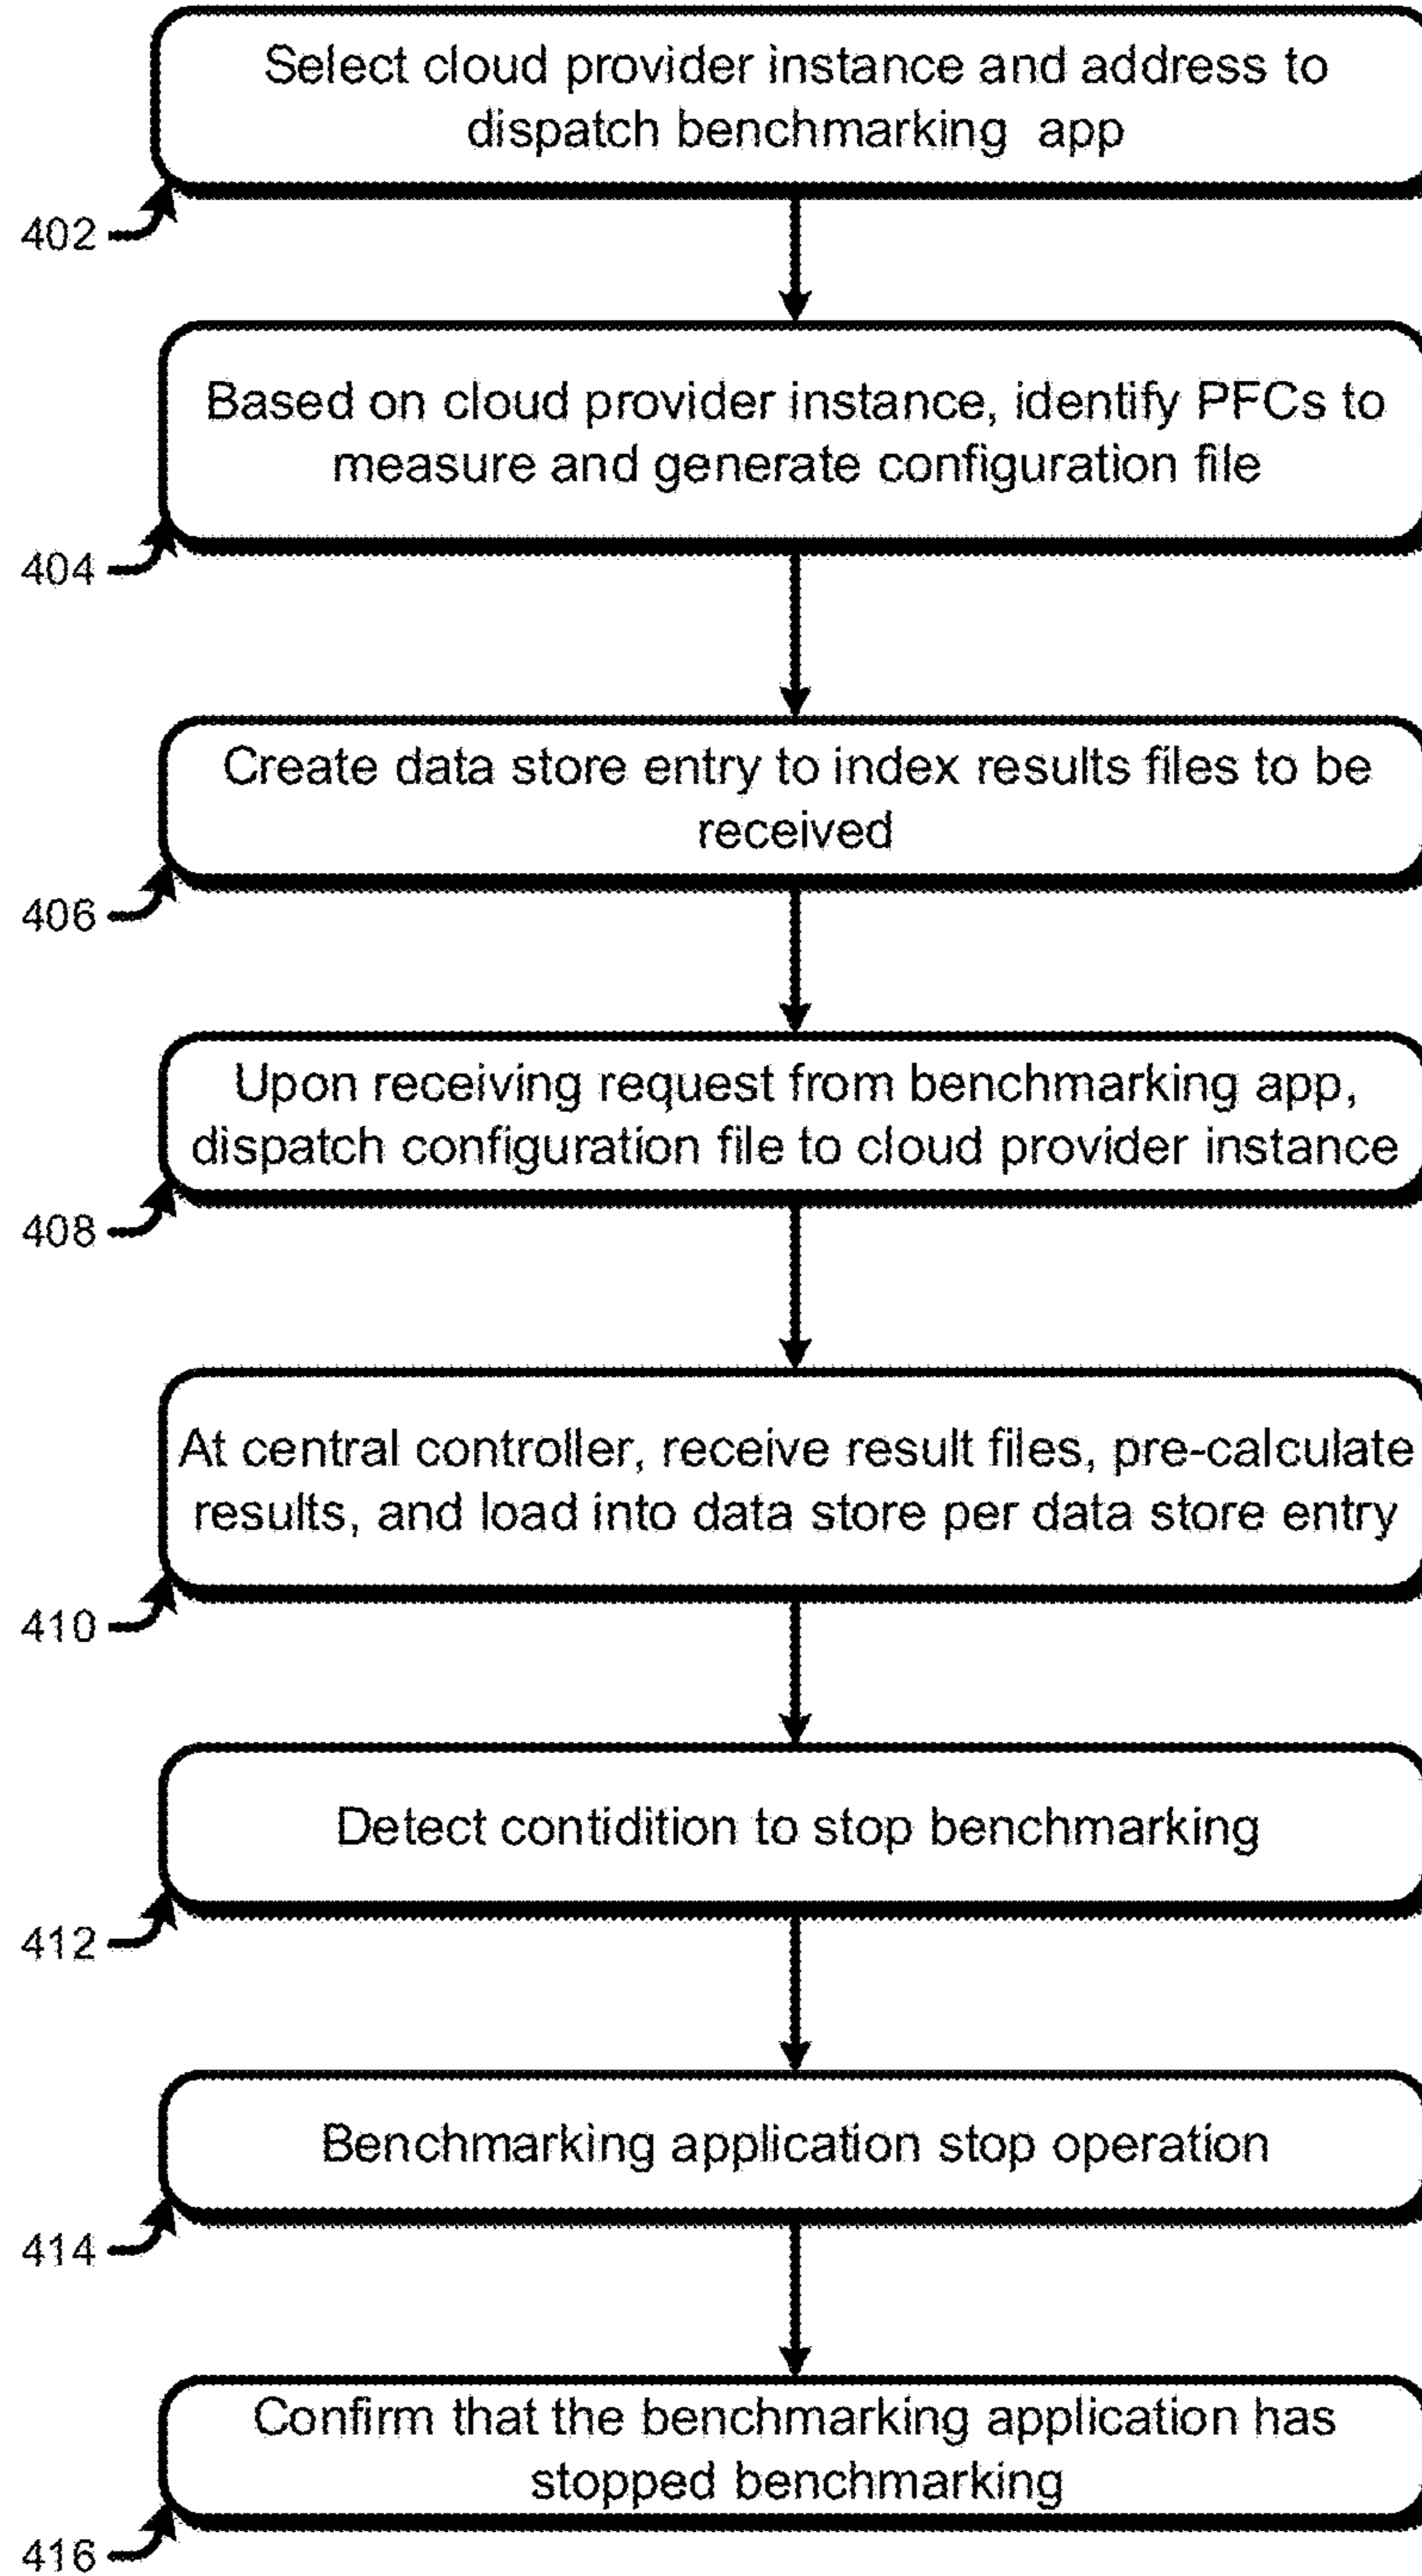 Select cloud provider instance and address to
dispatch benchmarking app
402
Based on cloud provider instance, identify PFCs to
measure and generate configuration file
404
Create data store entry to index results files to be
received
406
Upon receiving request from benchmarking app,
dispatch configuration file to cloud provider instance
408
At central controller, receive result files, pre-calculate
results, and load into data store per data store entry
410
Detect contidition to stop benchmarking
412
Benchmarking application stop operation
414
Confirm that the benchmarking application has
stopped benchmarking
416